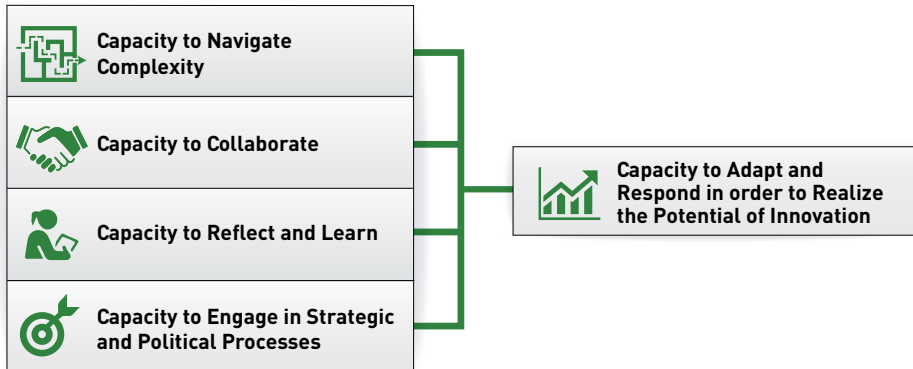 Capacity to Navigate
Complexity
Capacity to Collaborate
Capacity to Reflect and Learn
Capacity to Engage in Strategic
and Political Processes
Capacity to Adapt and
Respond in order to Realize
the Potential of Innovation